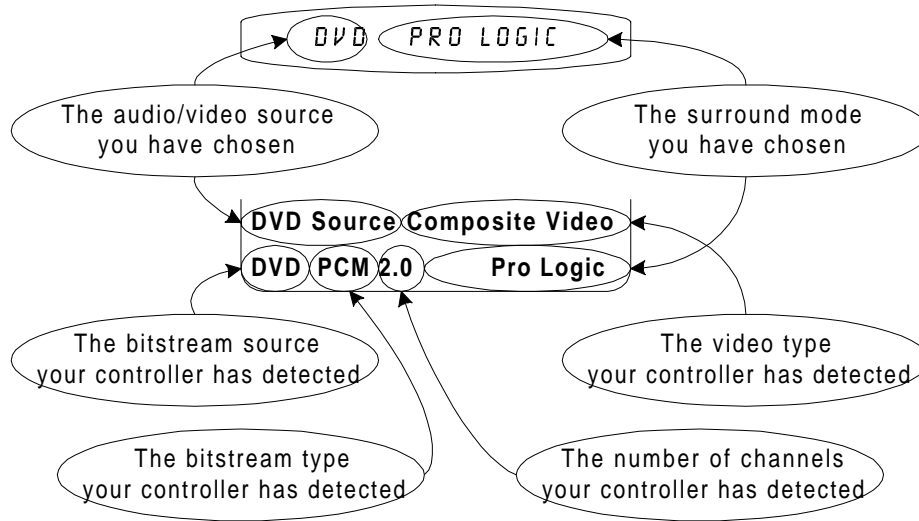 DVD PRO LOGIC
The audio/video source
you have chosen
The surround mode
you have chosen
DVD Source Composite Video
DVD PCM 2.0 Pro Logic
The bitstream source
your controller has detected
The video type
your controller has detected
The bitstream type
your controller has detected
The number of channels
your controller has detected